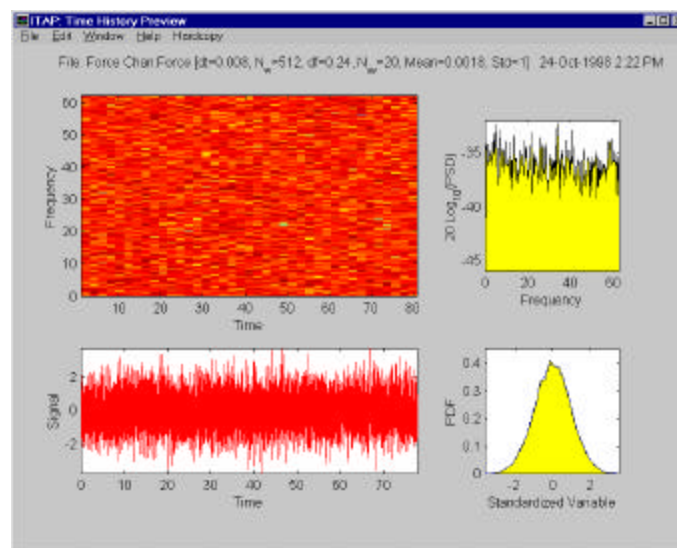 ITAP: Time History Preview
File Edit Window Help Hardcopy
File: Force Chan:Force [dt=0.008, N_w=512, df=0.24, N_av=20, Mean=0.0018, Std=1] 24-Oct-1998 2:22 PM
60
50
40
30
20
10
0
Frequency
10 20 30 40 50 60 70 80
Time
-35
-40
-45
20 Log10(PSD)
0 20 40 60
Frequency
2
0
-2
Signal
0 10 20 30 40 50 60 70
Time
0.4
0.3
0.2
0.1
0
PDF
-2 0 2
Standardized Variable